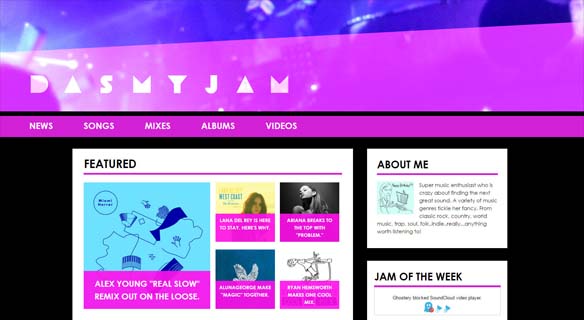 DASMYJAM
NEWS SONGS MIXES ALBUMS VIDEOS
FEATURED
Miami
Horror
ALEX YOUNG "REAL SLOW"
REMIX OUT ON THE LOOSE.
WEST COAST
LANA DEL REY IS HERE
TO STAY. HERE'S WHY.
ARIANA BREAKS TO
THE TOP WITH
"PROBLEM."
ALUNAGEORGE MAKE
"MAGIC" TOGETHER.
RYAN HEMSWORTH
MAKES ONE COOL
MIX.
ABOUT ME
Super music enthusiast who is
crazy about finding the next
great sound. A variety of music
genres tickle her fancy. From
classic rock, country, world
music, trap, soul, folk, indie..really...anything
worth listening to!
JAM OF THE WEEK
Ghostery blocked SoundCloud video player.